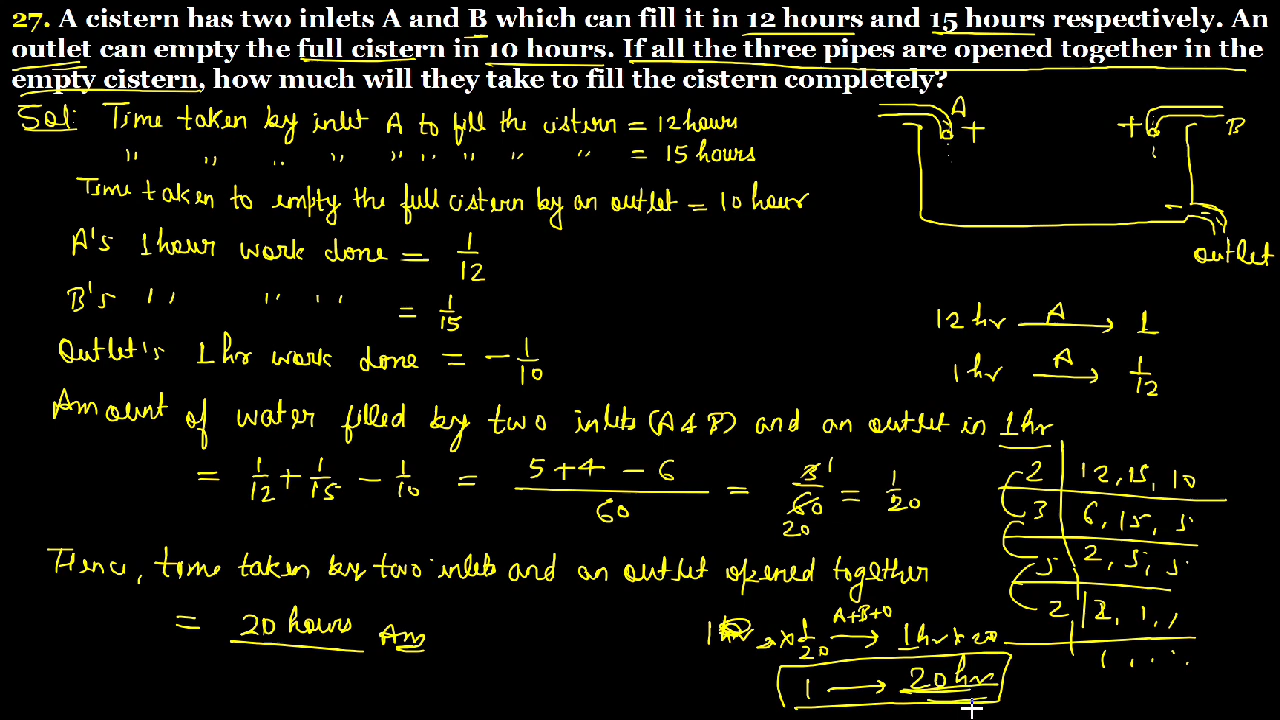 27. A cistern has two inlets A and B which can fill it in 12 hours and 15 hours respectively. An
outlet can empty the full cistern in 10 hours. If all the three pipes are opened together in the
empty cistern, how much will they take to fill the cistern completely?
Sol: Time taken by inlet A to fill the cistern = 12 hours
" " " " " " " " " = 15 hours
Time taken to empty the full cistern by an outlet = 10 hour
A's 1 hour work done = 1/12
B's " " " " = 1/15
Outlet's 1 hr work done = - 1/10
Amount of water filled by two inlets (A & B) and an outlet in 1 hr
= 1/12 + 1/15 - 1/10 = 5+4-6/60 = 3/60 = 1/20
Hence, time taken by two inlets and an outlet opened together
= 20 hours Ans
A
+
+
B
-
outlet
12 hr A → 1
1 hr A → 1/12
2 | 12, 15, 10
3 | 6, 15, 5
5 | 2, 5, 5
2 | 2, 1, 1
1/20 A+B+O → 1hr × 20
1 → 20 hr